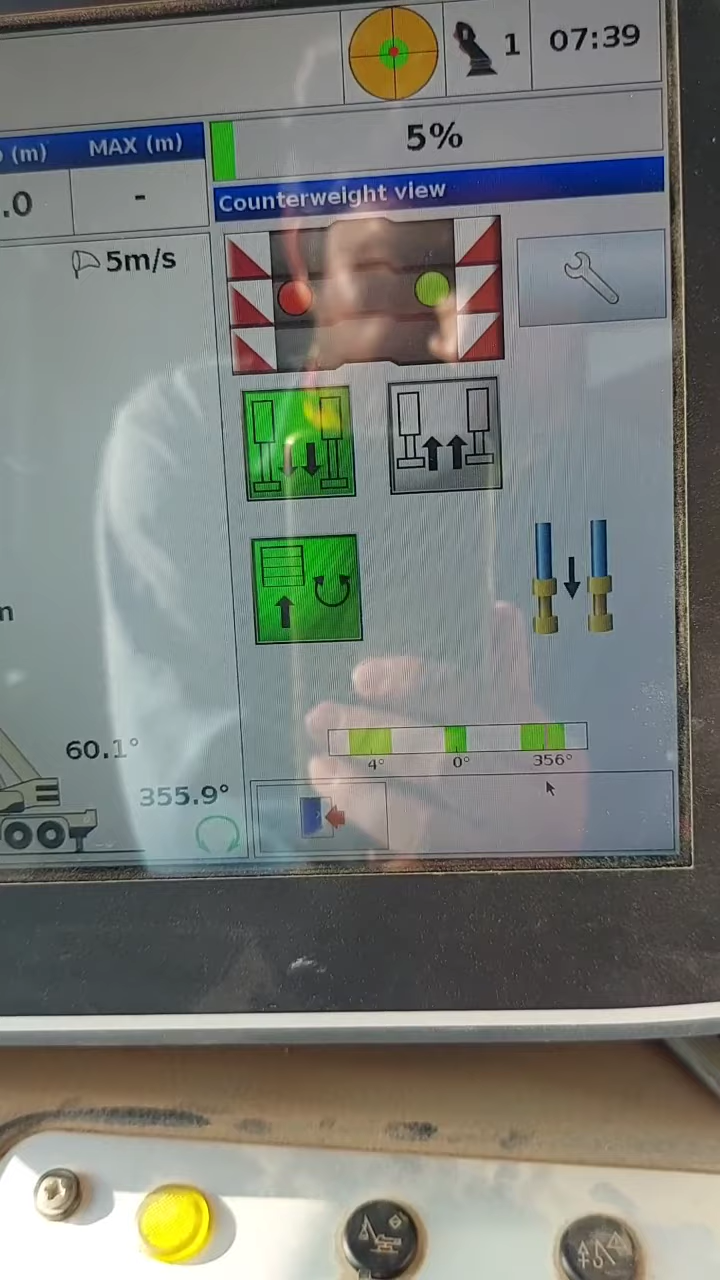 1
07:39
(m)
MAX (m)
5%
.0
-
Counterweight view
5m/s
m
60.1°
4°
0°
356°
355.9°